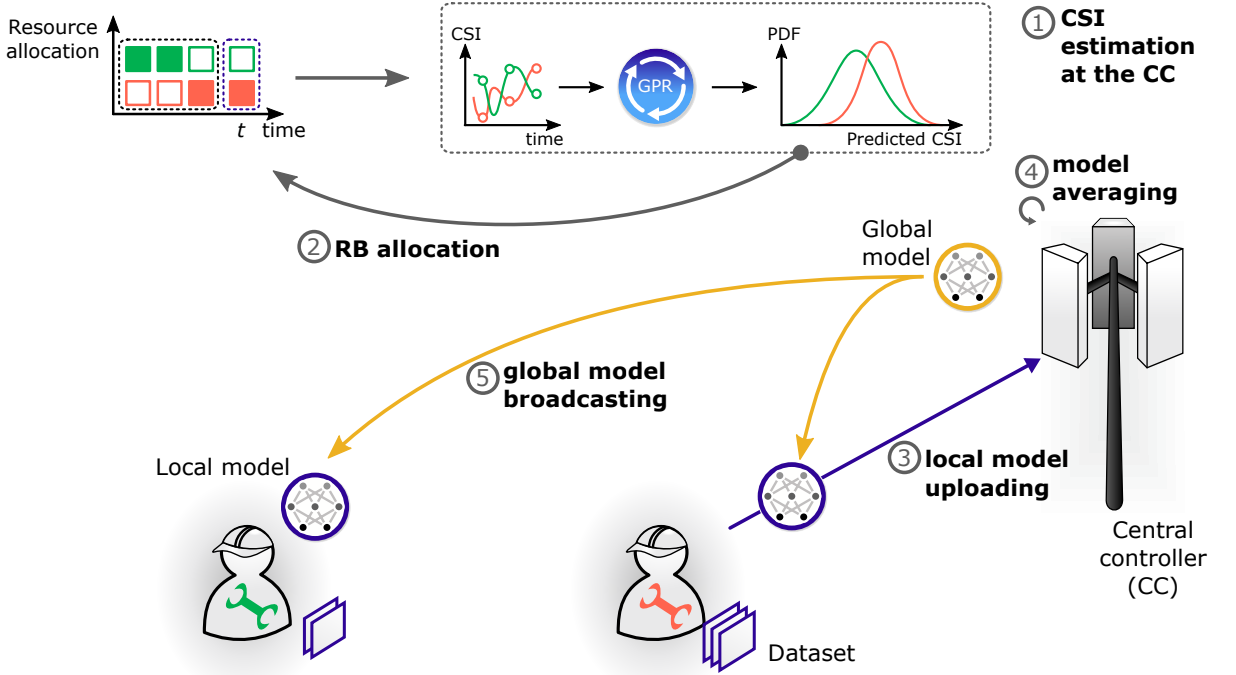 Resource
allocation
t time
CSI
time
GPR
PDF
Predicted CSI
1 CSI
estimation
at the CC
2 RB allocation
4 model
averaging
Global
model
5 global model
broadcasting
3 local model
uploading
Local model
Dataset
Central
controller
(CC)